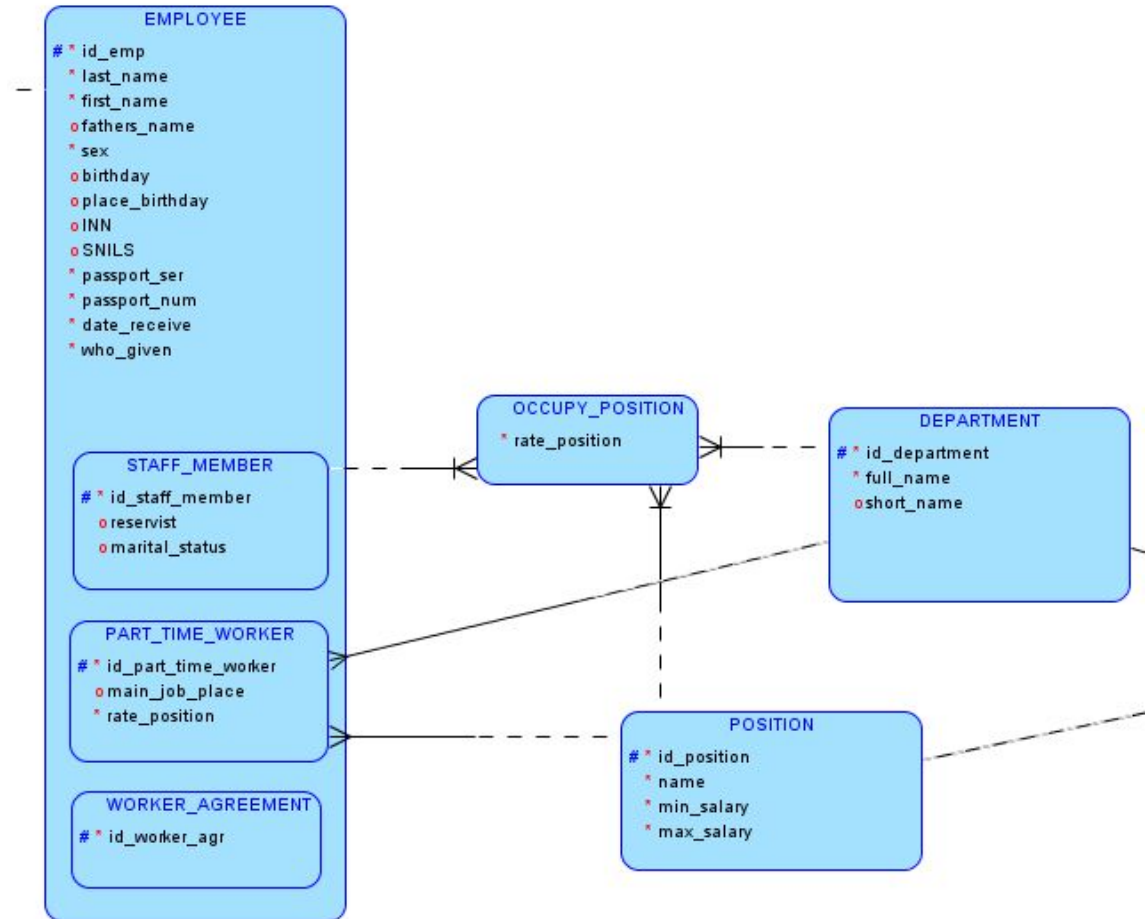 EMPLOYEE
# * id_emp
* last_name
* first_name
o fathers_name
* sex
o birthday
o place_birthday
o INN
o SNILS
* passport_ser
* passport_num
* date_receive
* who_given
STAFF_MEMBER
# * id_staff_member
o reservist
o marital_status
PART_TIME_WORKER
# * id_part_time_worker
o main_job_place
* rate_position
WORKER_AGREEMENT
# * id_worker_agr
OCCUPY_POSITION
* rate_position
DEPARTMENT
# * id_department
* full_name
o short_name
POSITION
# * id_position
* name
* min_salary
* max_salary